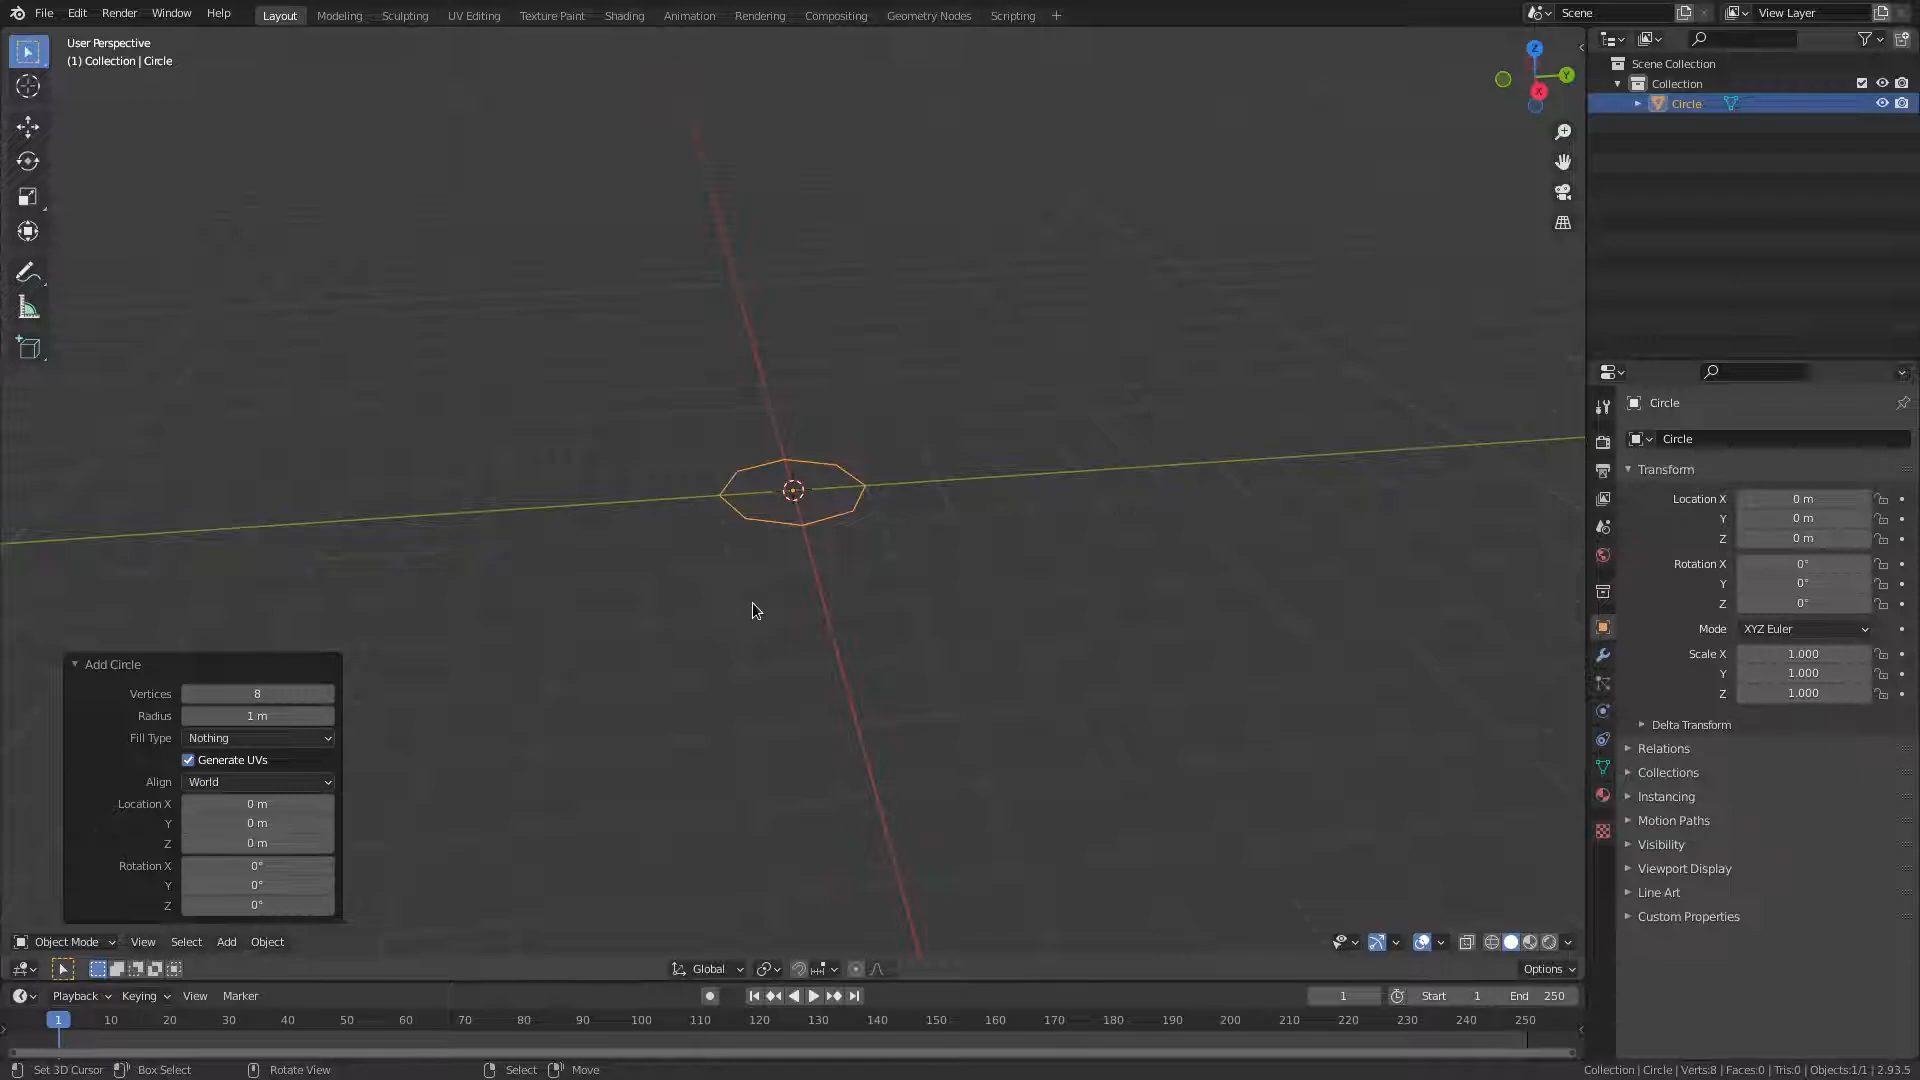 File Edit Render Window Help Layout Modeling Sculpting UV Editing Texture Paint Shading Animation Rendering Compositing Geometry Nodes Scripting + Scene View Layer
User Perspective
(1) Collection | Circle
Z
Y
X
Scene Collection
Collection
Circle
Circle
Circle
Transform
Location X 0 m
Y 0 m
Z 0 m
Rotation X 0°
Y 0°
Z 0°
Mode XYZ Euler
Scale X 1.000
Y 1.000
Z 1.000
Delta Transform
Relations
Collections
Instancing
Motion Paths
Visibility
Viewport Display
Line Art
Custom Properties
Add Circle
Vertices 8
Radius 1 m
Fill Type Nothing
Generate UVs
Align World
Location X 0 m
Y 0 m
Z 0 m
Rotation X 0°
Y 0°
Z 0°
Object Mode View Select Add Object
Global Options
Playback Keying View Marker 1 Start 1 End 250
1 10 20 30 40 50 60 70 80 90 100 110 120 130 140 150 160 170 180 190 200 210 220 230 240 250
Set 3D Cursor Box Select Rotate View Select Move Collection | Circle | Verts:8 | Faces:0 | Tris:0 | Objects:1/1 | 2.93.5